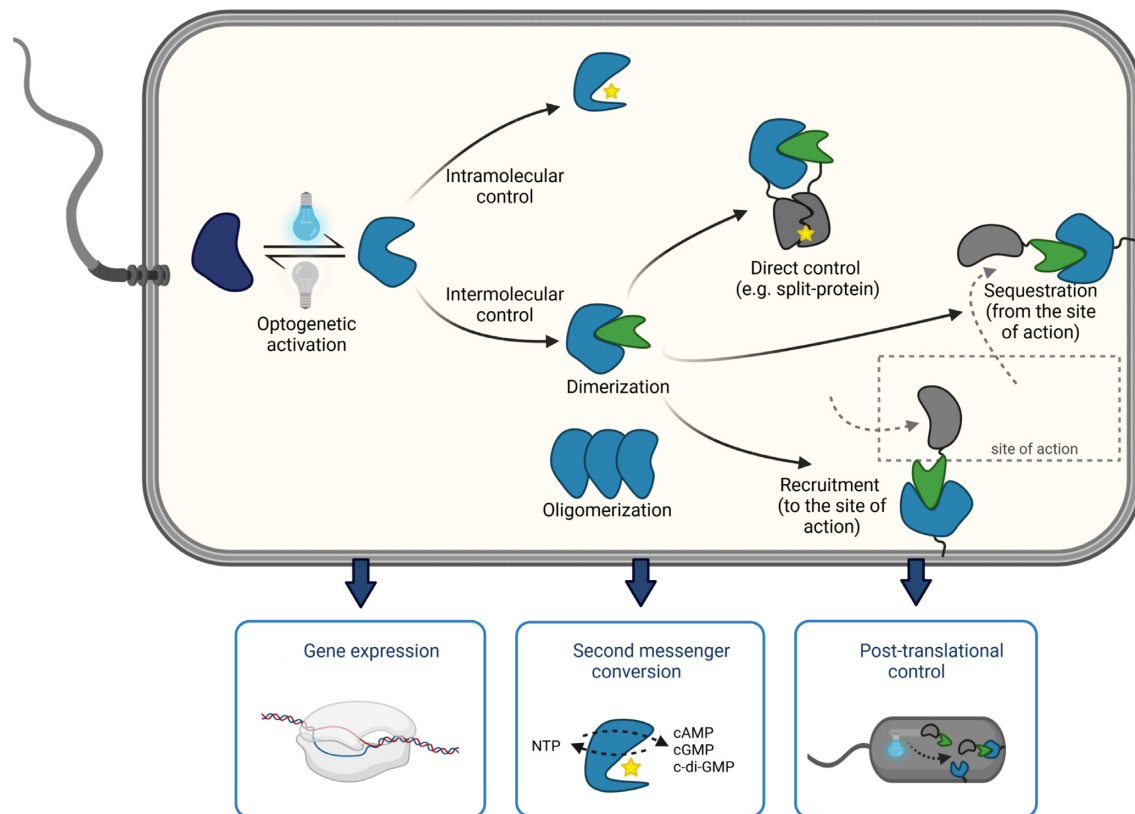 Intramolecular
control
Optogenetic
activation
Intermolecular
control
Dimerization
Oligomerization
Direct control
(e.g. split-protein)
Sequestration
(from the site
of action)
site of action
Recruitment
(to the site of
action)
Gene expression
Second messenger
conversion
NTP
cAMP
cGMP
c-di-GMP
Post-translational
control